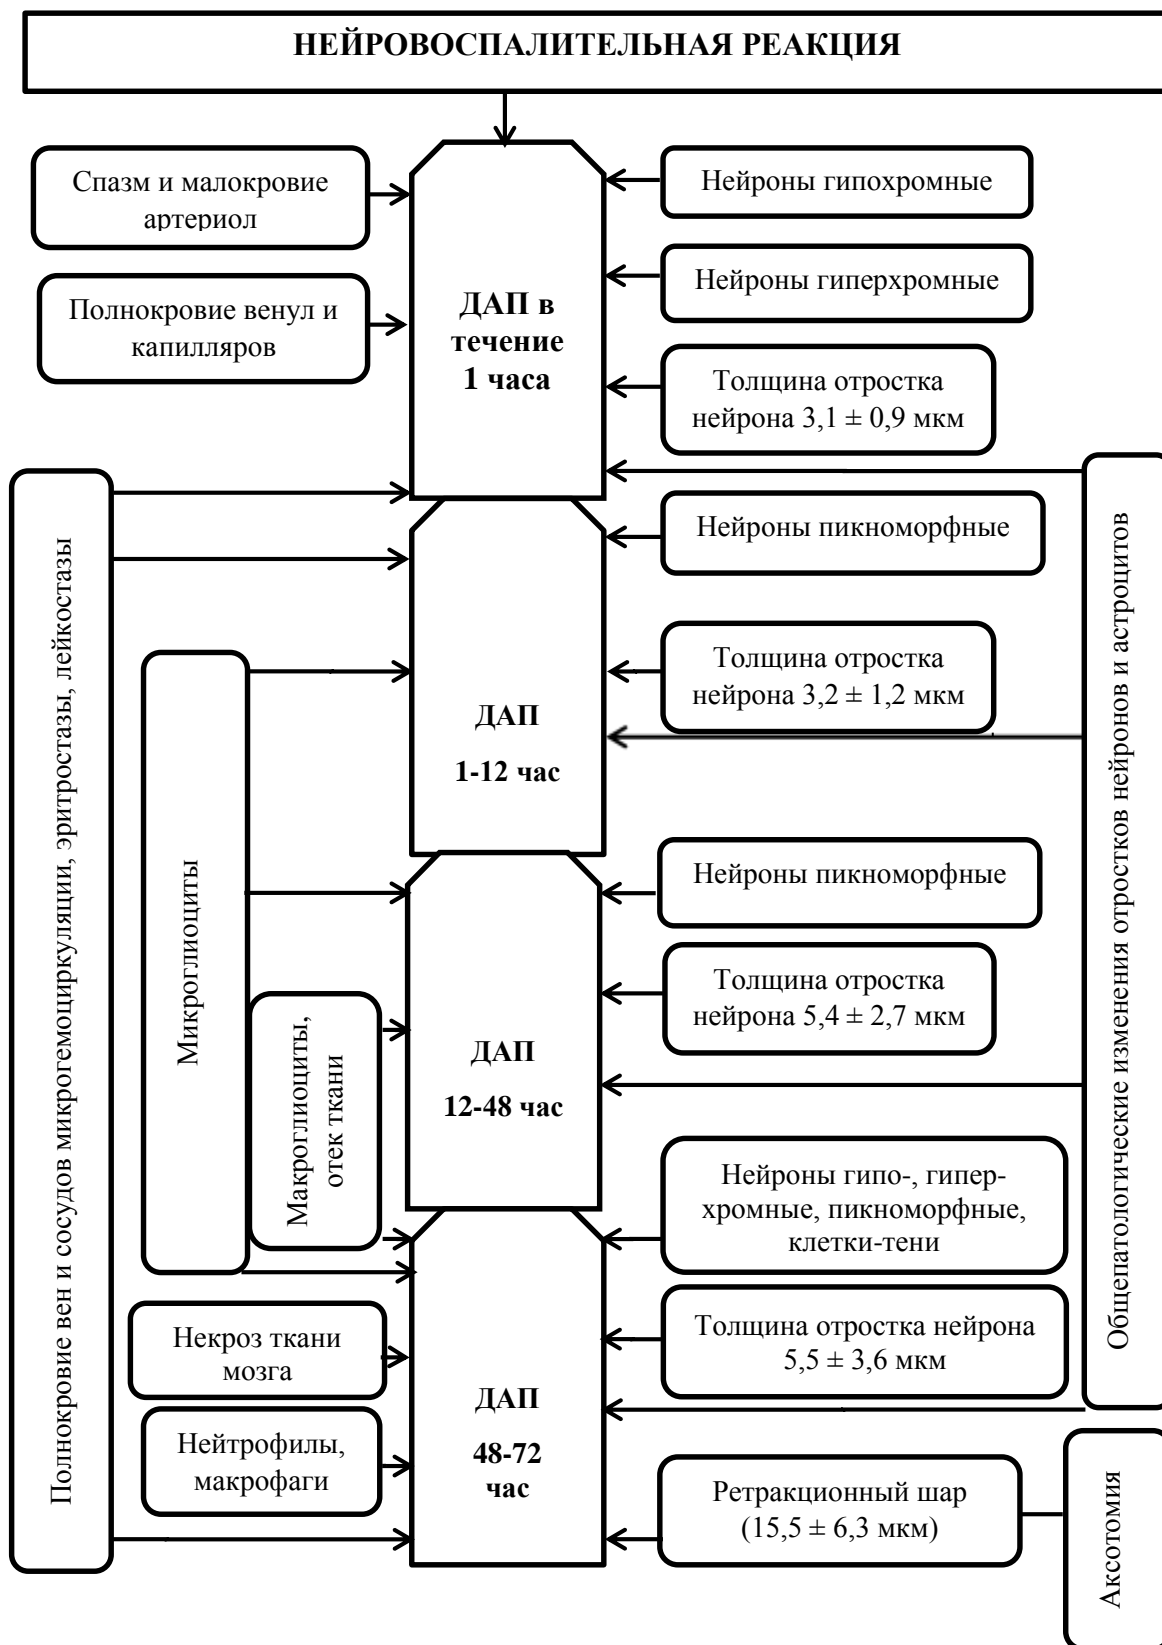 НЕЙРОВОСПАЛИТЕЛЬНАЯ РЕАКЦИЯ
Спазм и малокровие
артериол
Полнокровие венул и
капилляров
ДАП в
течение
1 часа
Нейроны гипохромные
Нейроны гиперхромные
Толщина отростка
нейрона 3,1 ± 0,9 мкм
Полнокровие вен и сосудов микрогемоциркуляции, эритростазы, лейкостазы
Общепатологические изменения отростков нейронов и астроцитов
Нейроны пикноморфные
Толщина отростка
нейрона 3,2 ± 1,2 мкм
ДАП
1-12 час
Микроглиоциты
Нейроны пикноморфные
Толщина отростка
нейрона 5,4 ± 2,7 мкм
Макроглиоциты,
отек ткани
ДАП
12-48 час
Нейроны гипо-, гипер-
хромные, пикноморфные,
клетки-тени
Толщина отростка нейрона
5,5 ± 3,6 мкм
Некроз ткани
мозга
Нейтрофилы,
макрофаги
ДАП
48-72
час
Ретракционный шар
(15,5 ± 6,3 мкм)
Аксотомия